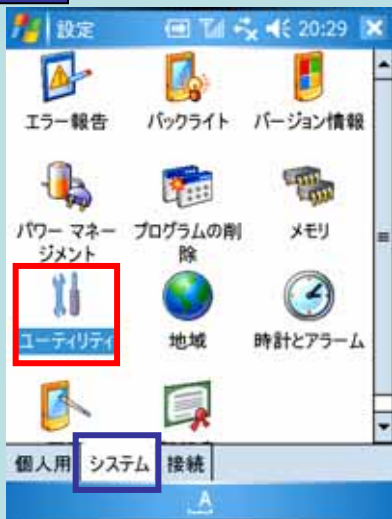 設定 20:29
エラー報告 バックライト バージョン情報
パワー マネー
ジメント
プログラムの削
除
メモリ
ユーティリティ 地域 時計とアラーム
個人用 システム 接続
A